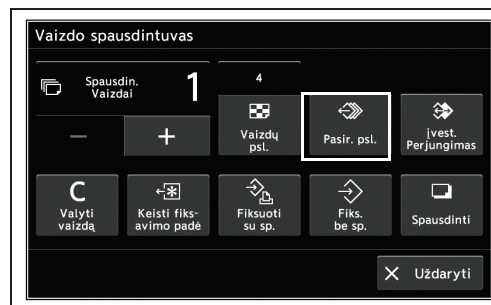 Vaizdo spausdintuvas
Spausdin.
Vaizdai
1
4
− +
Vaizdų
psl.
Pasir. psl.
įvest.
Perjungimas
C
Valyti
vaizdą
Keisti fiks-
avimo padė
Fiksuoti
su sp.
Fiks.
be sp.
Spausdinti
Uždaryti